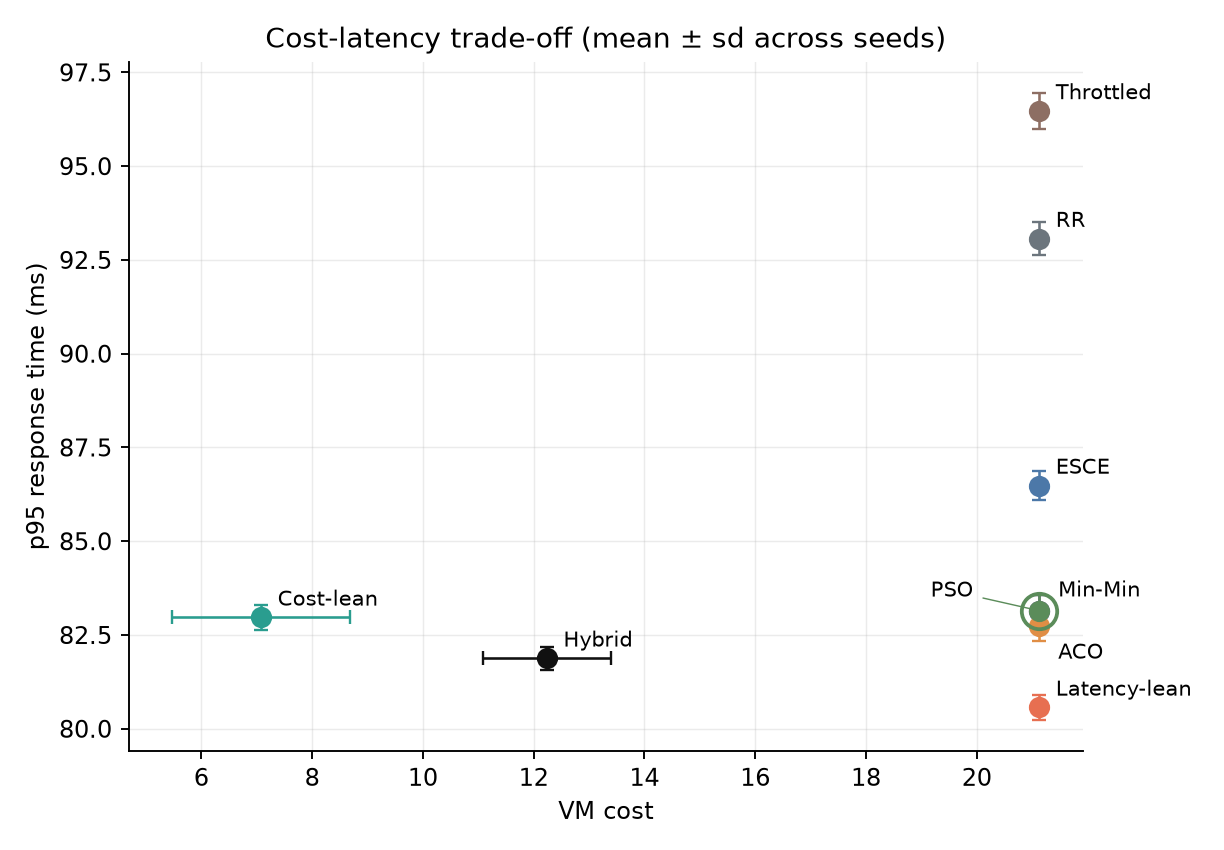 Cost-latency trade-off (mean ± sd across seeds)
97.5
Throttled
95.0
RR
92.5
90.0
87.5
ESCE
85.0
PSO
Min-Min
Cost-lean
82.5
Hybrid
ACO
Latency-lean
80.0
p95 response time (ms)
6 8 10 12 14 16 18 20
VM cost